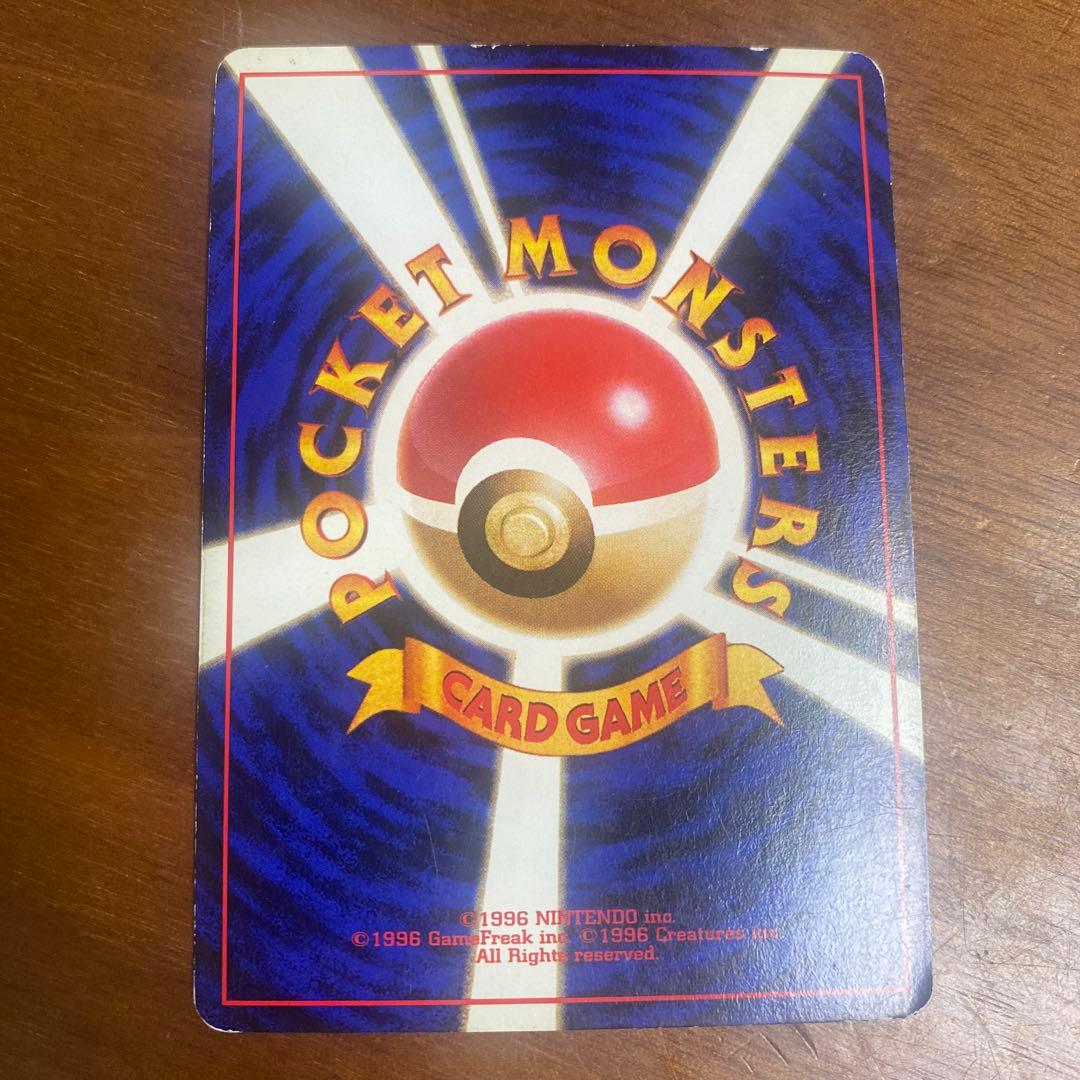 POCKET MONSTERS
CARD GAME
©1996 NINTENDO inc.
©1996 GameFreak inc. ©1996 Creatures inc.
All Rights reserved.